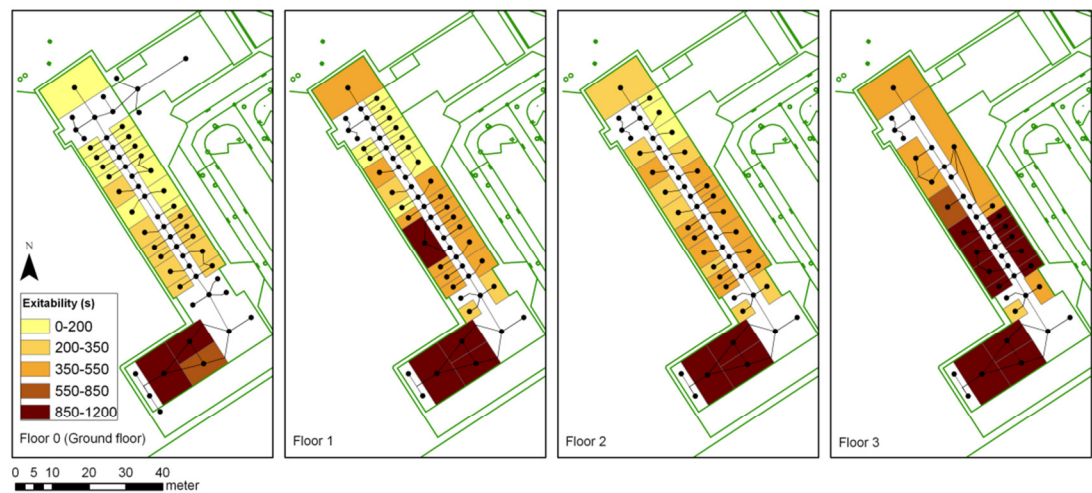 N
Exitability (s)
0-200
200-350
350-550
550-850
850-1200
Floor 0 (Ground floor)
Floor 1
Floor 2
Floor 3
0 5 10 20 30 40
meter